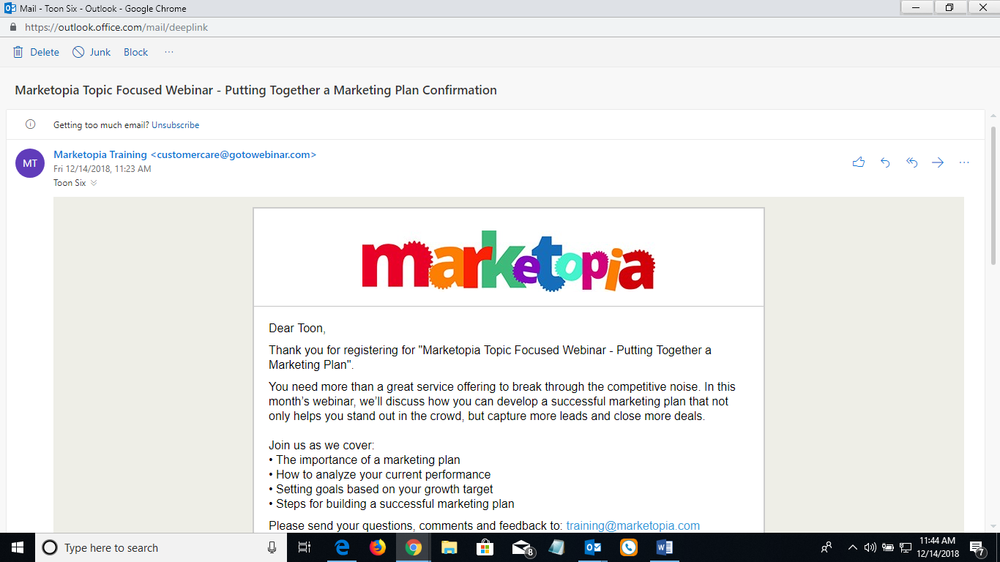 Mail - Toon Six - Outlook - Google Chrome
https://outlook.office.com/mail/deeplink
Delete Junk Block ···
Marketopia Topic Focused Webinar - Putting Together a Marketing Plan Confirmation
Getting too much email? Unsubscribe
MT
Marketopia Training <customercare@gotowebinar.com>
Fri 12/14/2018, 11:23 AM
Toon Six
marketopia
Dear Toon,
Thank you for registering for "Marketopia Topic Focused Webinar - Putting Together a
Marketing Plan".
You need more than a great service offering to break through the competitive noise. In this
month’s webinar, we’ll discuss how you can develop a successful marketing plan that not
only helps you stand out in the crowd, but capture more leads and close more deals.
Join us as we cover:
• The importance of a marketing plan
• How to analyze your current performance
• Setting goals based on your growth target
• Steps for building a successful marketing plan
Please send your questions, comments and feedback to: training@marketopia.com
Type here to search
8
11:44 AM
12/14/2018
7